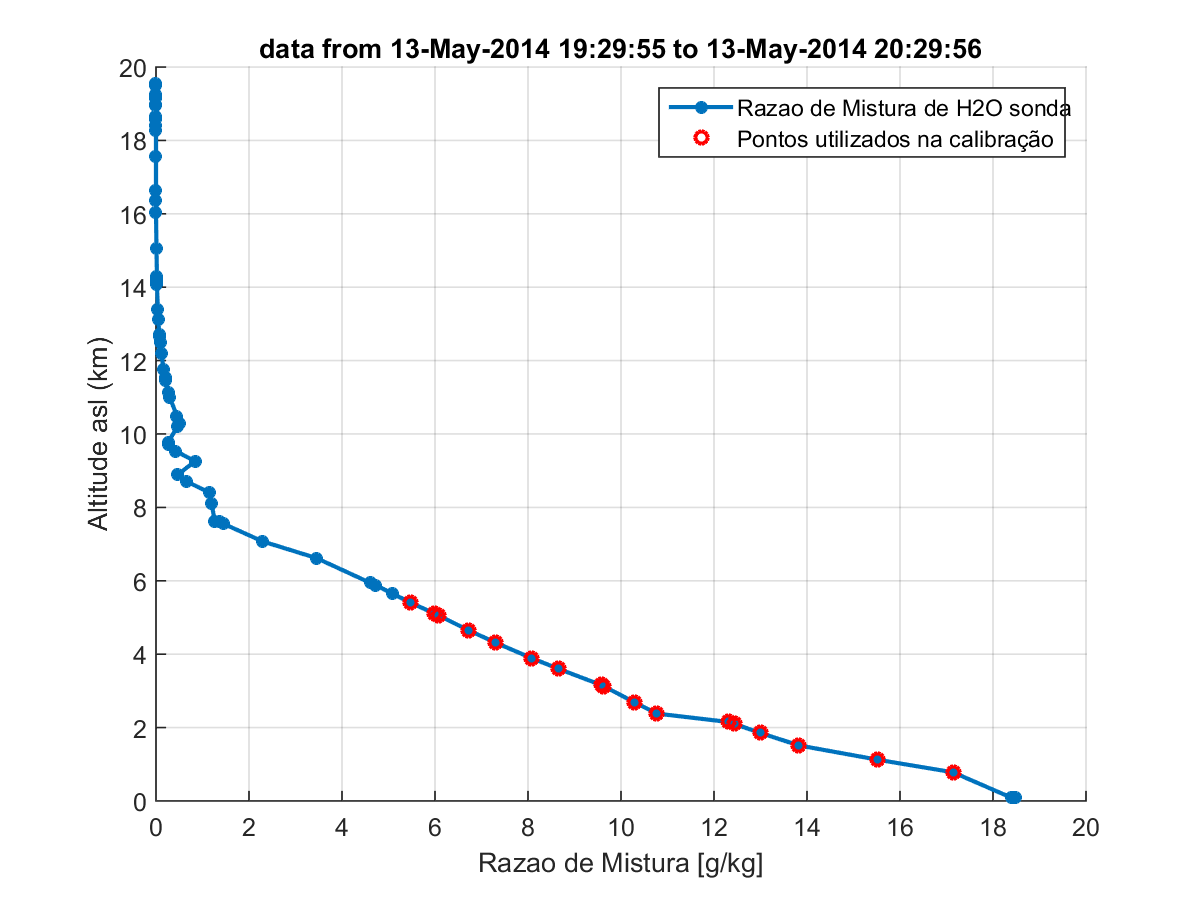 data from 13-May-2014 19:29:55 to 13-May-2014 20:29:56
Razao de Mistura de H2O sonda
Pontos utilizados na calibração
Altitude asl (km)
20
18
16
14
12
10
8
6
4
2
0
0 2 4 6 8 10 12 14 16 18 20
Razao de Mistura [g/kg]